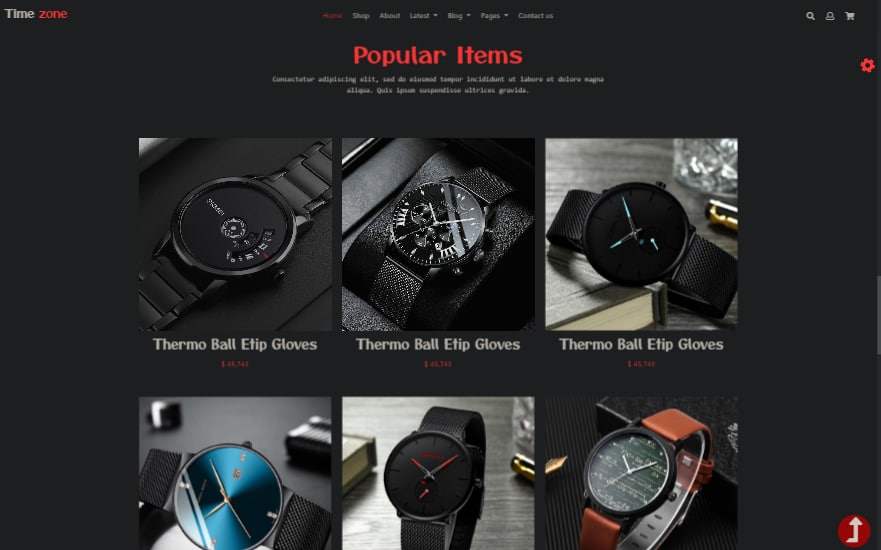 Time zone
Home Shop About Latest Blog Pages Contact us
Popular Items
Consectetur adipiscing elit, sed do eiusmod tempor incididunt ut labore et dolore magna
aliqua. Quis ipsum suspendisse ultrices gravida.
Thermo Ball Etip Gloves Thermo Ball Etip Gloves Thermo Ball Etip Gloves
$ 45,743 $ 45,743 $ 45,743